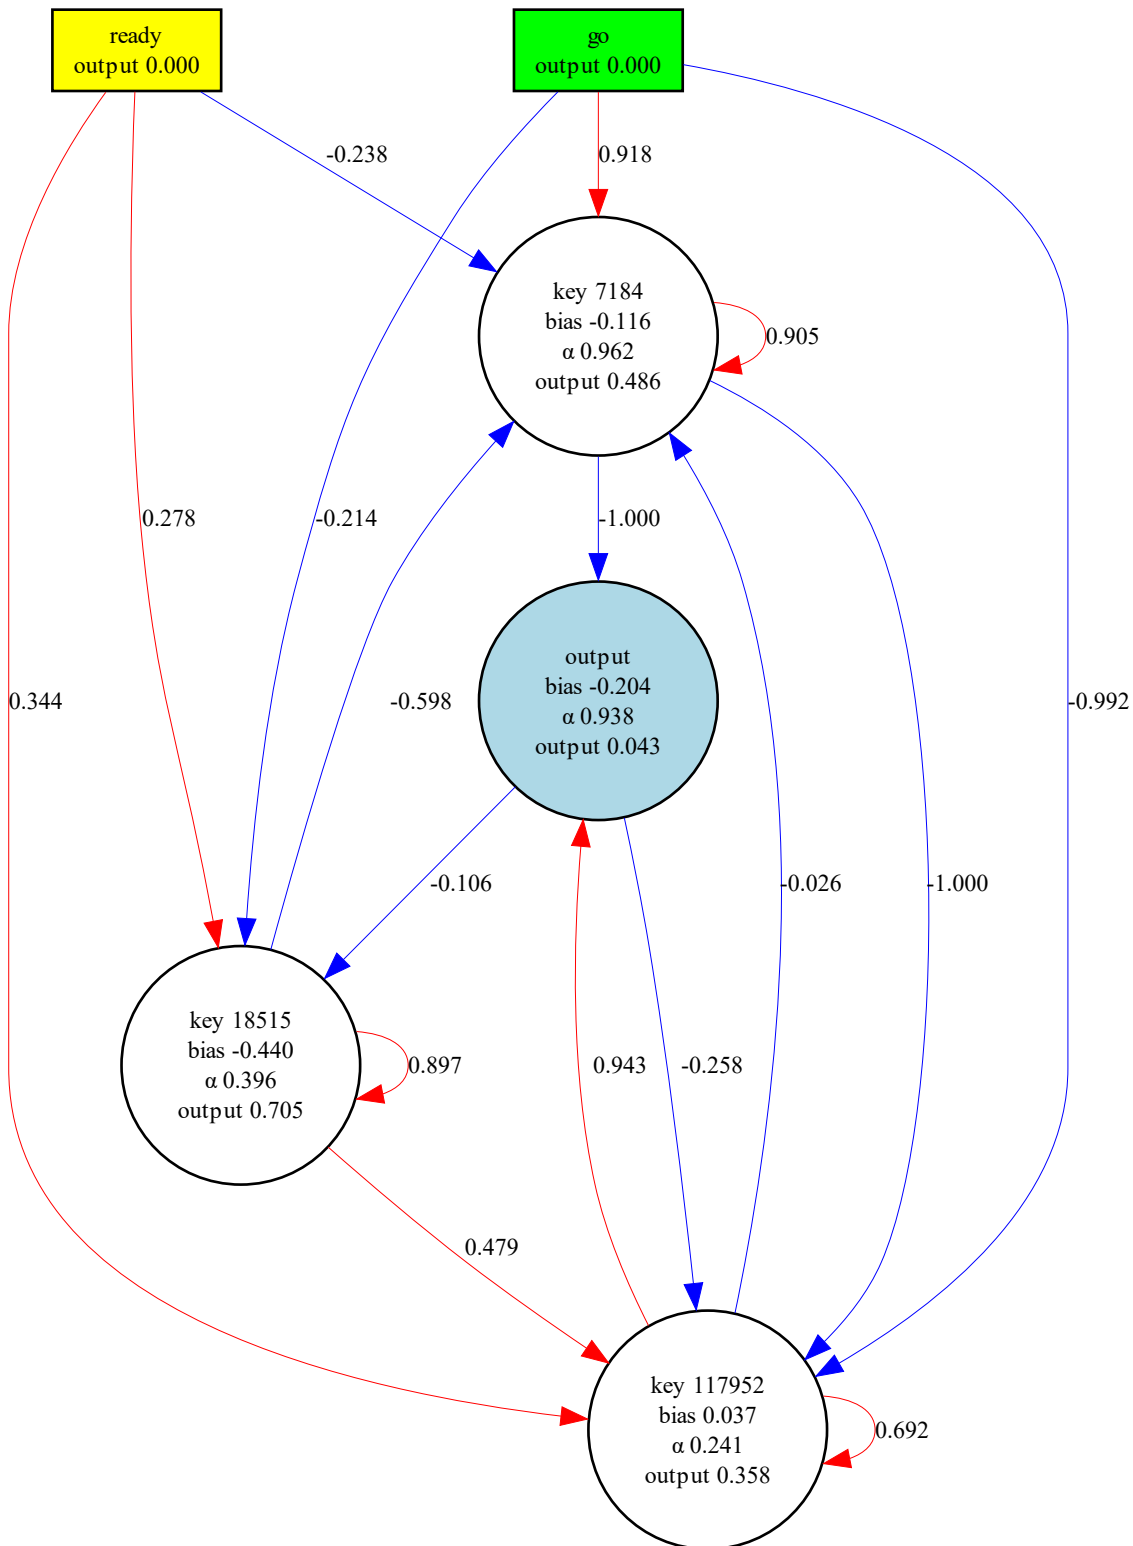 ready
output 0.000
go
output 0.000
-0.238
0.918
key 7184
bias -0.116
α 0.962
output 0.486
0.905
0.278
-0.214
-1.000
output
bias -0.204
α 0.938
output 0.043
0.344
-0.598
-0.992
-0.106
-0.026
-1.000
key 18515
bias -0.440
α 0.396
output 0.705
0.897
0.943
-0.258
0.479
key 117952
bias 0.037
α 0.241
output 0.358
0.692